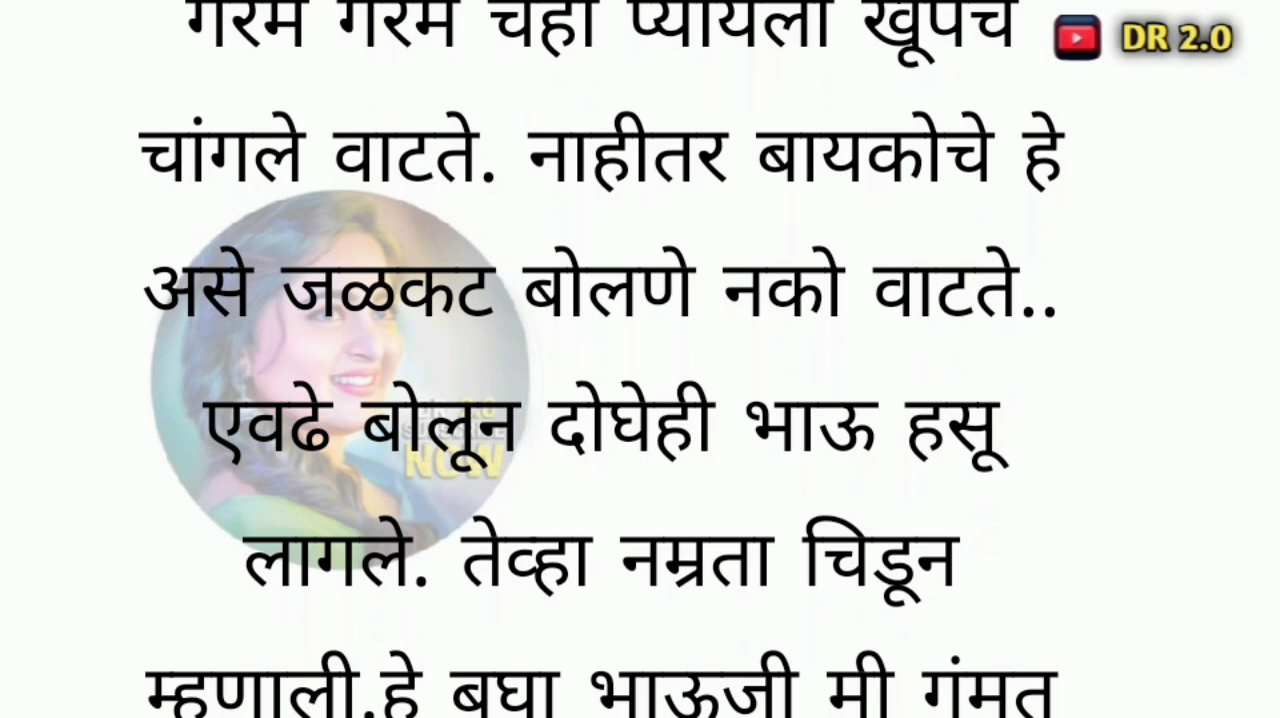 गरम गरम चहा प्यायला खूपच
DR 2.0
चांगले वाटते. नाहीतर बायकोचे हे
असे जळकट बोलणे नको वाटते..
एवढे बोलून दोघेही भाऊ हसू
NOW
लागले. तेव्हा नम्रता चिडून
म्हणाली.हे बघा भाऊजी मी गंमत